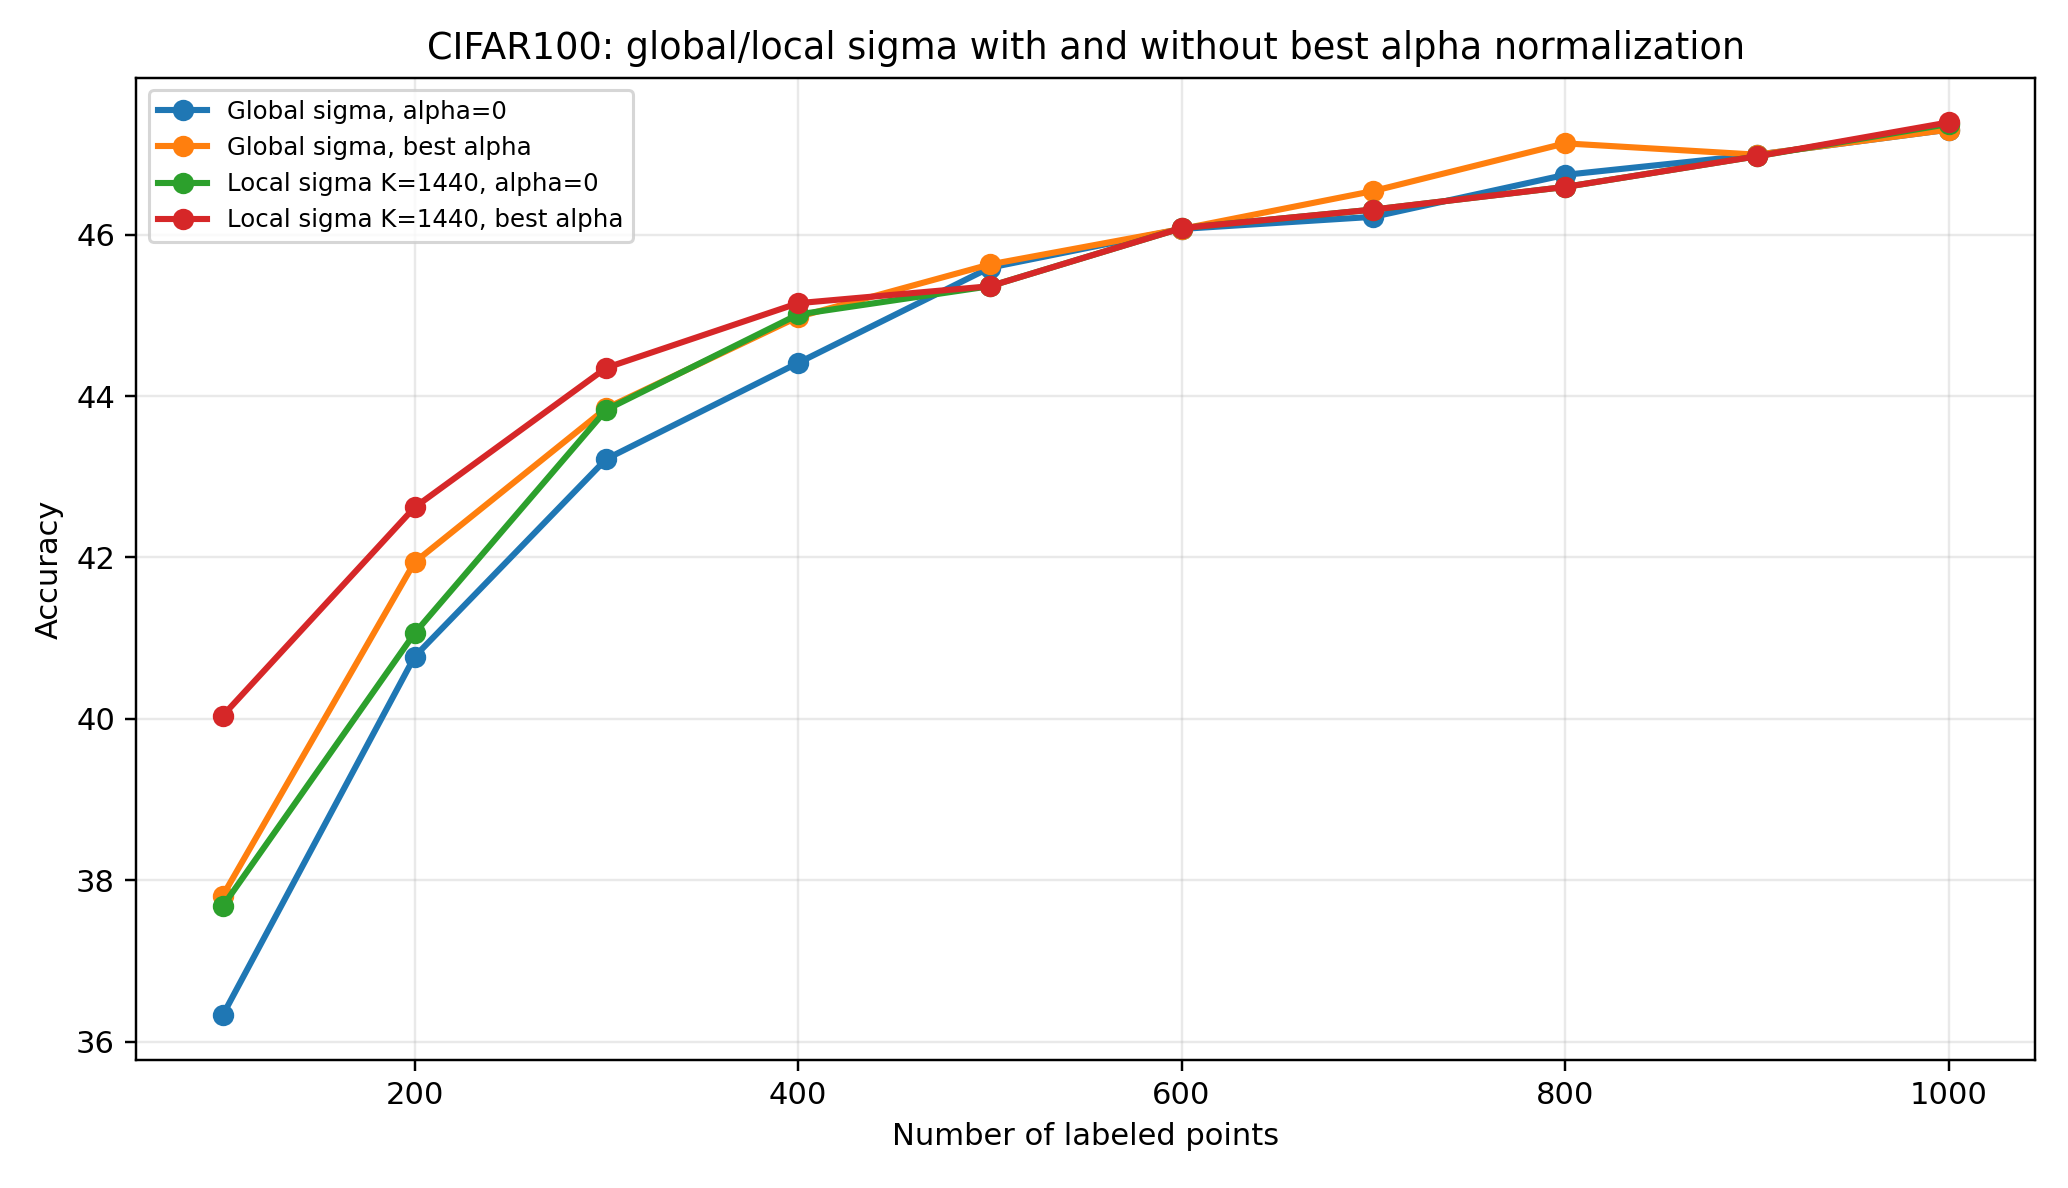 CIFAR100: global/local sigma with and without best alpha normalization
Global sigma, alpha=0
Global sigma, best alpha
Local sigma K=1440, alpha=0
Local sigma K=1440, best alpha
46
44
42
40
38
36
Accuracy
200 400 600 800 1000
Number of labeled points